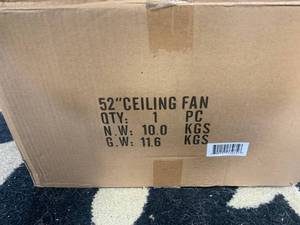 52"CEILING FAN
QTY: 1 PC
N.W: 10.0 KGS
G.W: 11.6 KGS